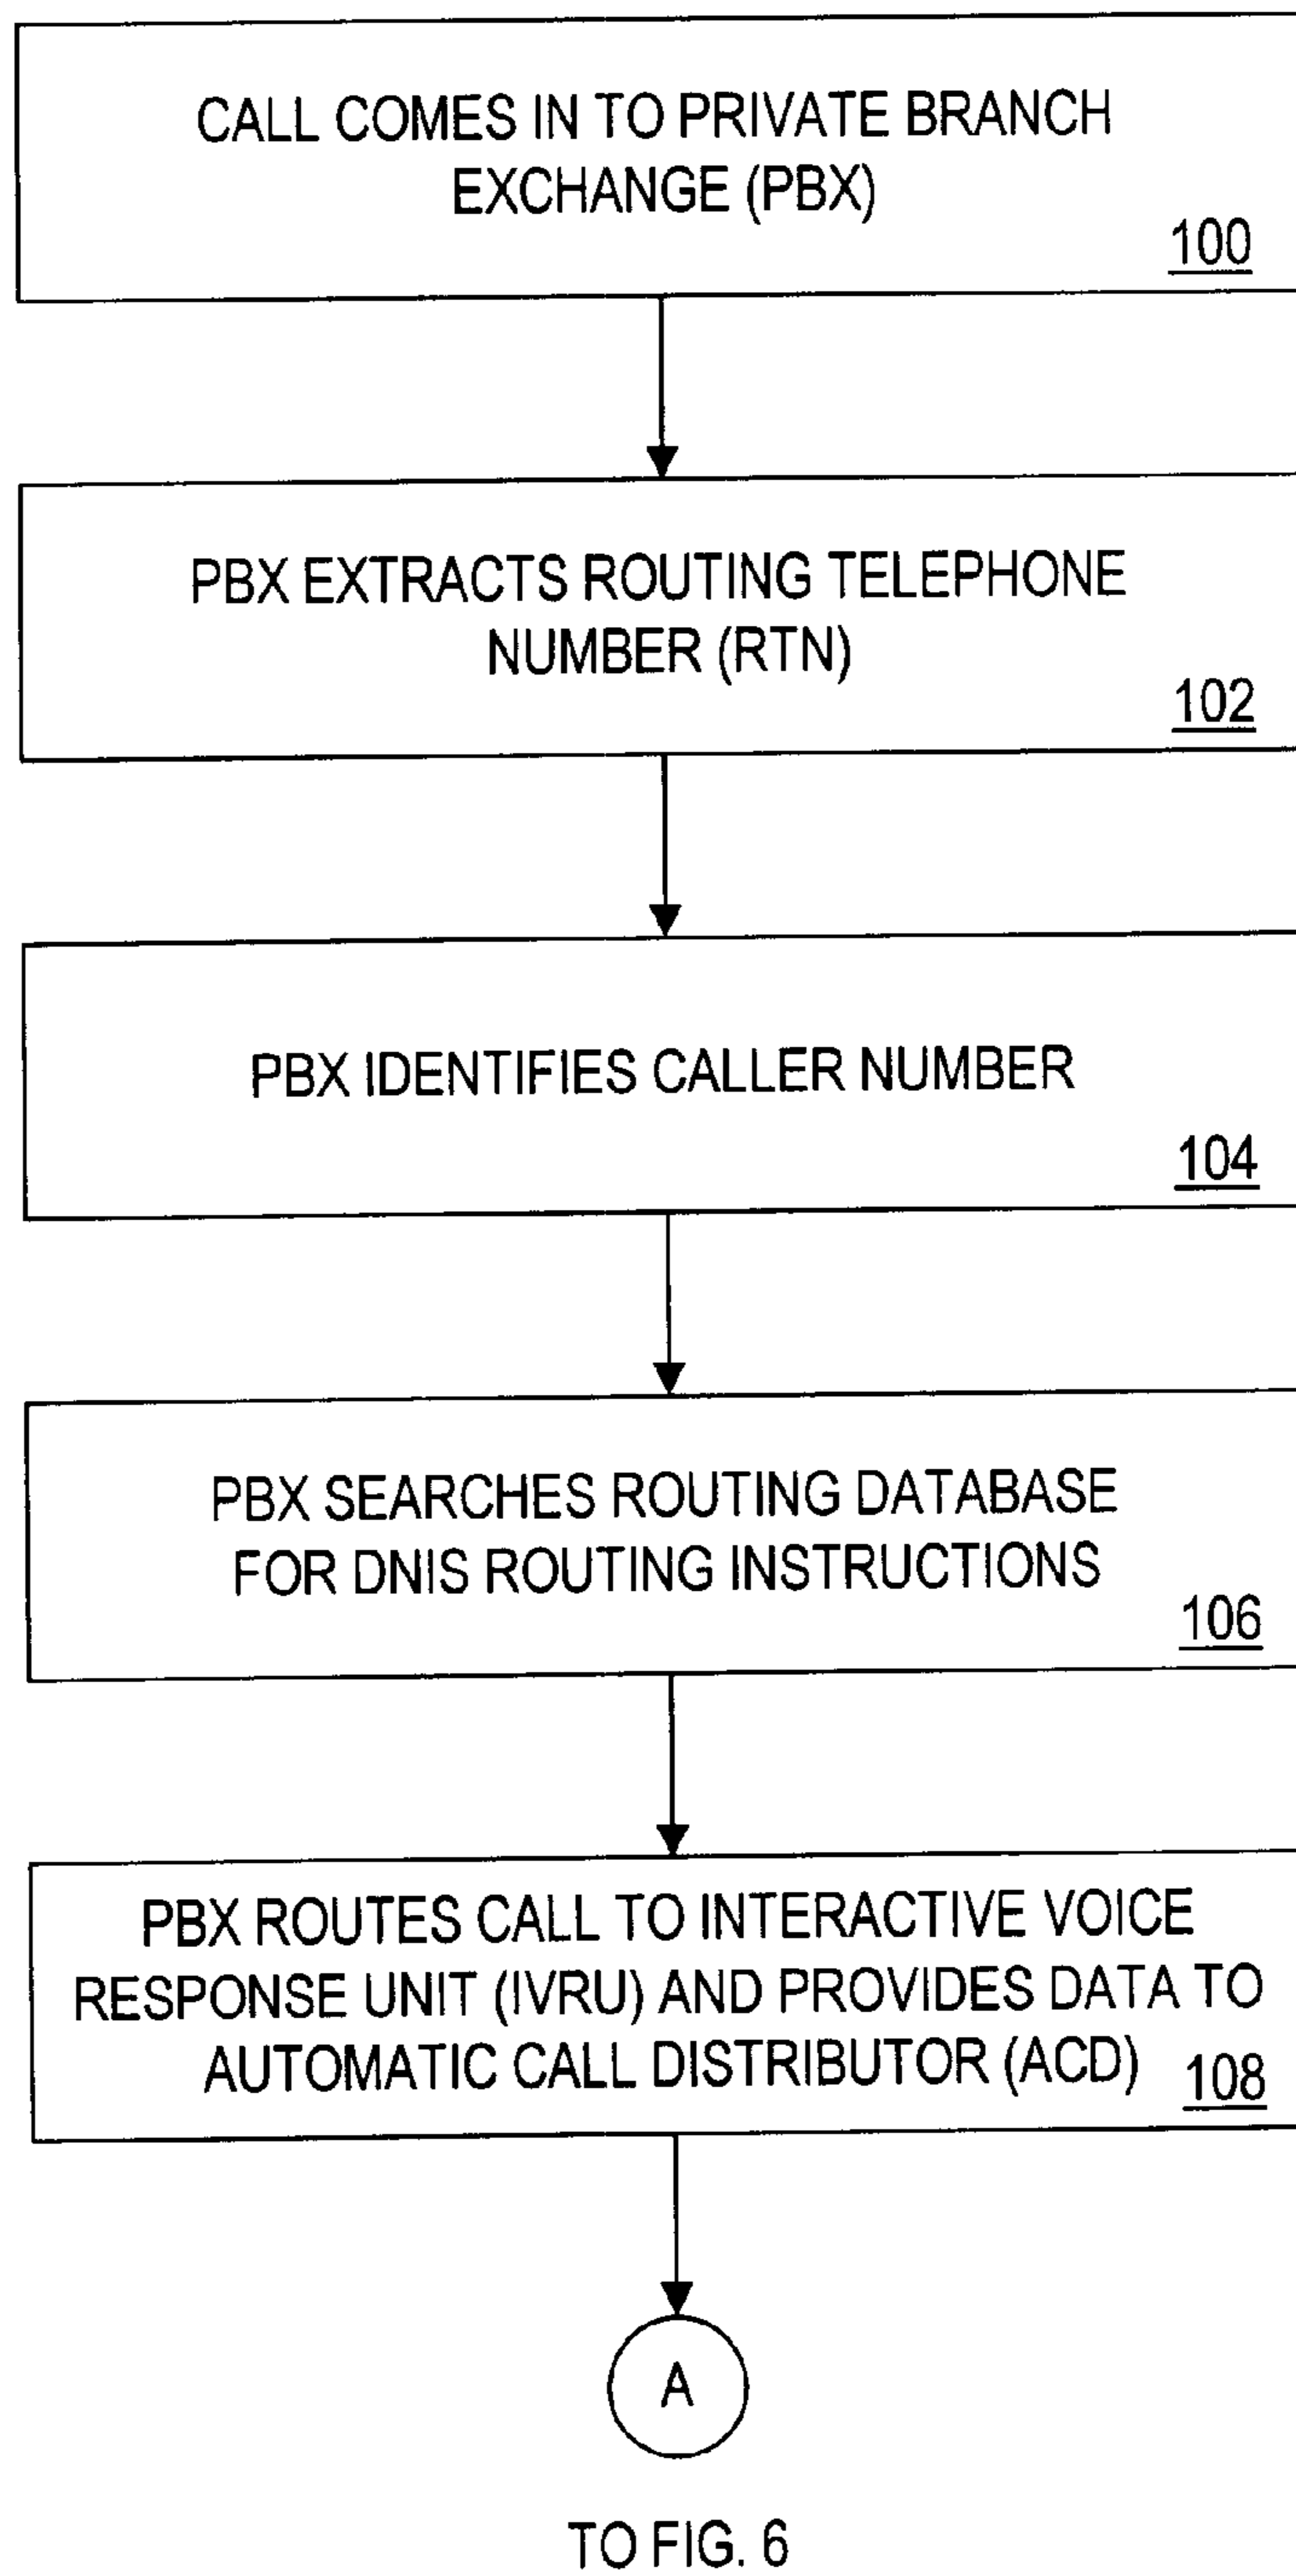 CALL COMES IN TO PRIVATE BRANCH
EXCHANGE (PBX)
100
PBX EXTRACTS ROUTING TELEPHONE
NUMBER (RTN)
102
PBX IDENTIFIES CALLER NUMBER
104
PBX SEARCHES ROUTING DATABASE
FOR DNIS ROUTING INSTRUCTIONS
106
PBX ROUTES CALL TO INTERACTIVE VOICE
RESPONSE UNIT (IVRU) AND PROVIDES DATA TO
AUTOMATIC CALL DISTRIBUTOR (ACD)
108
A
TO FIG. 6